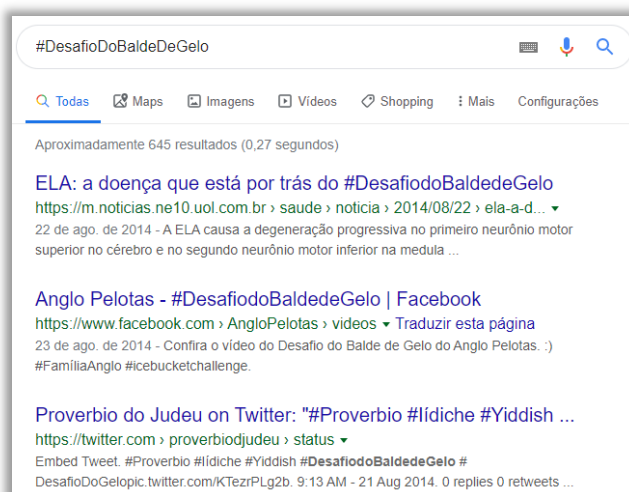 #DesafioDoBaldeDeGelo
Todas Maps Imagens Vídeos Shopping Mais Configurações
Aproximadamente 645 resultados (0,27 segundos)
ELA: a doença que está por trás do #DesafiodoBaldedeGelo
https://m.noticias.ne10.uol.com.br › saude › noticia › 2014/08/22 › ela-a-d...
22 de ago. de 2014 - A ELA causa a degeneração progressiva no primeiro neurônio motor
superior no cérebro e no segundo neurônio motor inferior na medula ...
Anglo Pelotas - #DesafiodoBaldedeGelo | Facebook
https://www.facebook.com › AngloPelotas › videos Traduzir esta página
23 de ago. de 2014 - Confira o vídeo do Desafio do Balde de Gelo do Anglo Pelotas. :)
#FamíliaAnglo #icebucketchallenge.
Proverbio do Judeu on Twitter: "#Proverbio #Iídiche #Yiddish ...
https://twitter.com › proverbiodjudeu › status
Embed Tweet. #Proverbio #Iídiche #Yiddish #DesafiodoBaldedeGelo #
DesafioDoGelopic.twitter.com/KTezrPLg2b. 9:13 AM - 21 Aug 2014. 0 replies 0 retweets ...